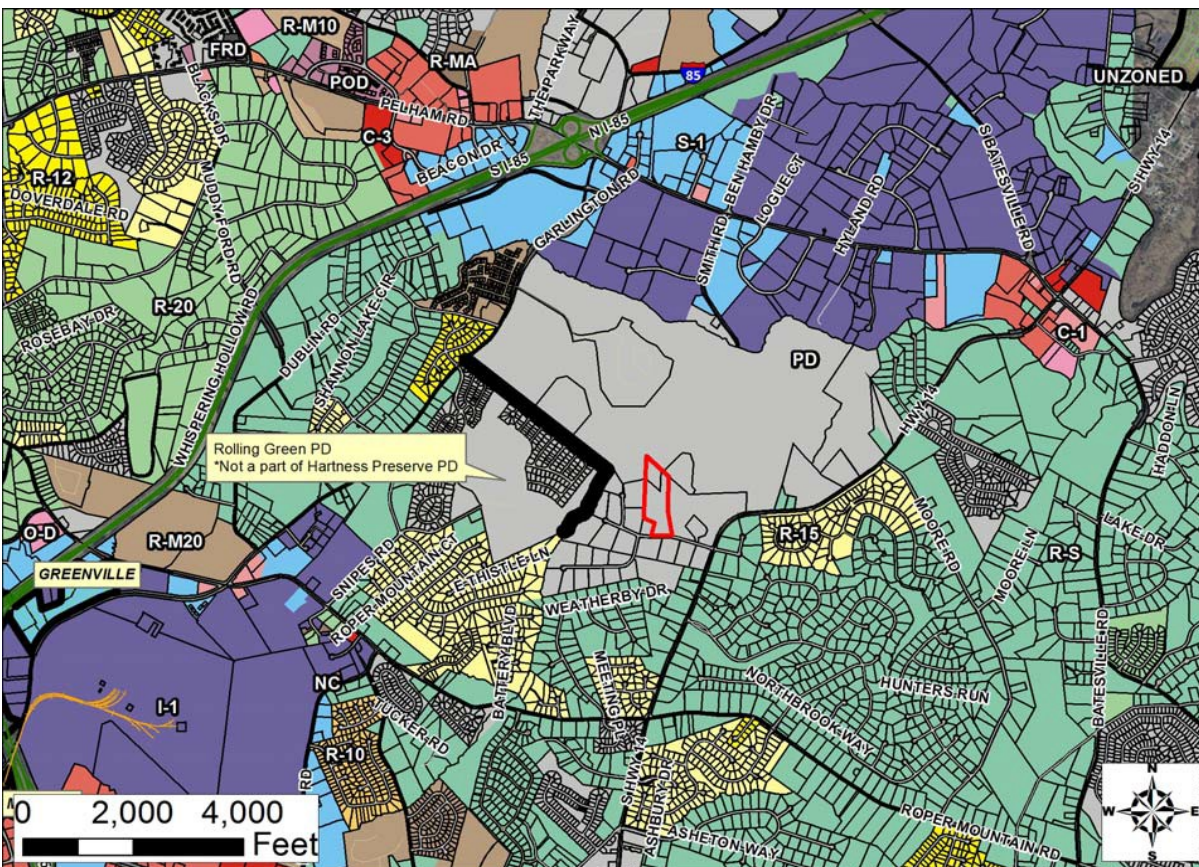 R-M10
R-MA
FRD
POD
THE PARKWAY
85
UNZONED
BLACKS DR
PELHAM RD
N I-85
C-3
BEACON DR
S I-85
S-1
BENHAMBY DR
S BATESVILLE RD
S HWY 14
R-12
DOVERDALE RD
MUDDY FORD RD
GARLINGTON RD
LOGUE CT
HYLAND RD
SMITH RD
R-20
ROSEBAY DR
WHISPERING HOLLOW RD
DUBLIN RD
SHANNON LAKE CIR
PD
C-1
HWY 14
HADDON LN
Rolling Green PD
*Not a part of Hartness Preserve PD
O-D
R-M20
R-15
MOORE RD
MOORE LN
R-S
LAKE DR
GREENVILLE
SNIPES RD
ROPER MOUNTAIN CT
E THISTLE LN
WEATHERBY DR
BATTERY BLVD
MEETING PL
NORTHBROOK WAY
HUNTERS RUN
BATESVILLE RD
NC
I-1
TUCKER RD
R-10
RD
S HWY 14
ASHBURY DR
ASHETON WAY
ROPER MOUNTAIN RD
0 2,000 4,000
Feet
N
W E
S